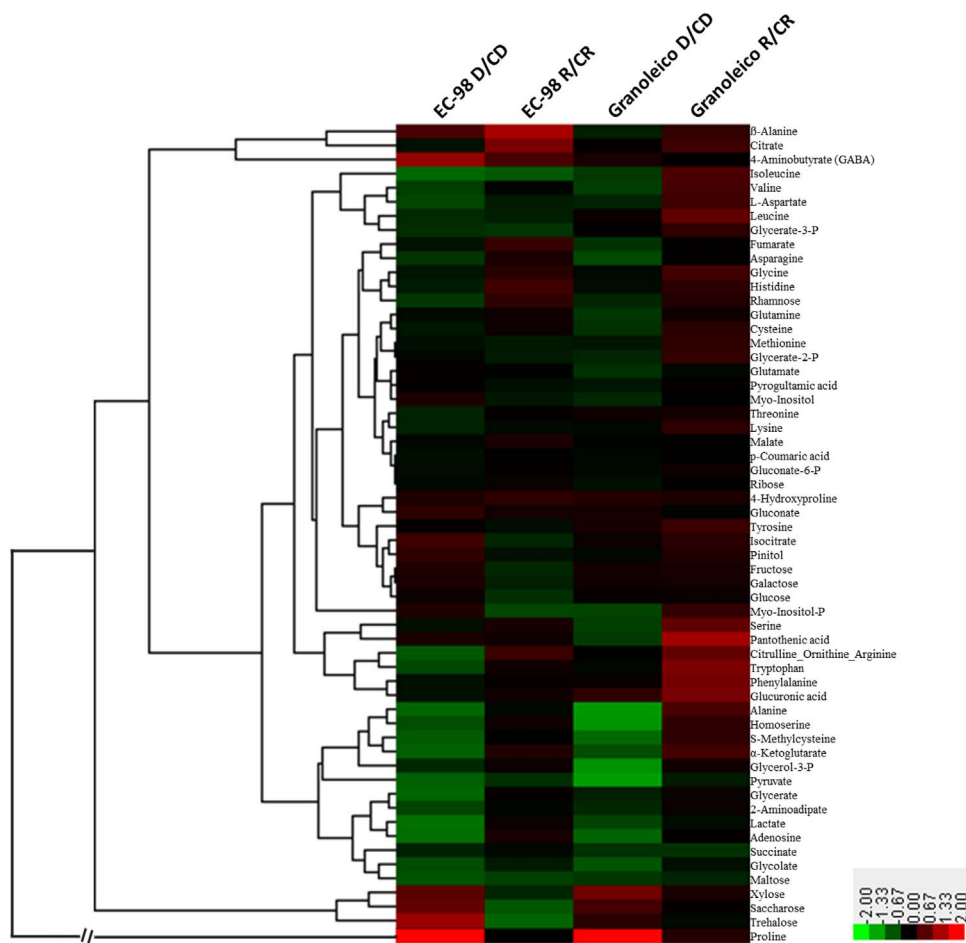 EC-98 D/CD
EC-98 R/CR
Granoleico D/CD
Granoleico R/CR
ß-Alanine
Citrate
4-Aminobutyrate (GABA)
Isoleucine
Valine
L-Aspartate
Leucine
Glycerate-3-P
Fumarate
Asparagine
Glycine
Histidine
Rhamnose
Glutamine
Cysteine
Methionine
Glycerate-2-P
Glutamate
Pyrogultamic acid
Myo-Inositol
Threonine
Lysine
Malate
p-Coumaric acid
Gluconate-6-P
Ribose
4-Hydroxyproline
Gluconate
Tyrosine
Isocitrate
Pinitol
Fructose
Galactose
Glucose
Myo-Inositol-P
Serine
Pantothenic acid
Citrulline_Ornithine_Arginine
Tryptophan
Phenylalanine
Glucuronic acid
Alanine
Homoserine
S-Methylcysteine
α-Ketoglutarate
Glycerol-3-P
Pyruvate
Glycerate
2-Aminoadipate
Lactate
Adenosine
Succinate
Glycolate
Maltose
Xylose
Saccharose
Trehalose
Proline
//
-2.00
-1.33
-0.67
0.00
0.67
1.33
2.00